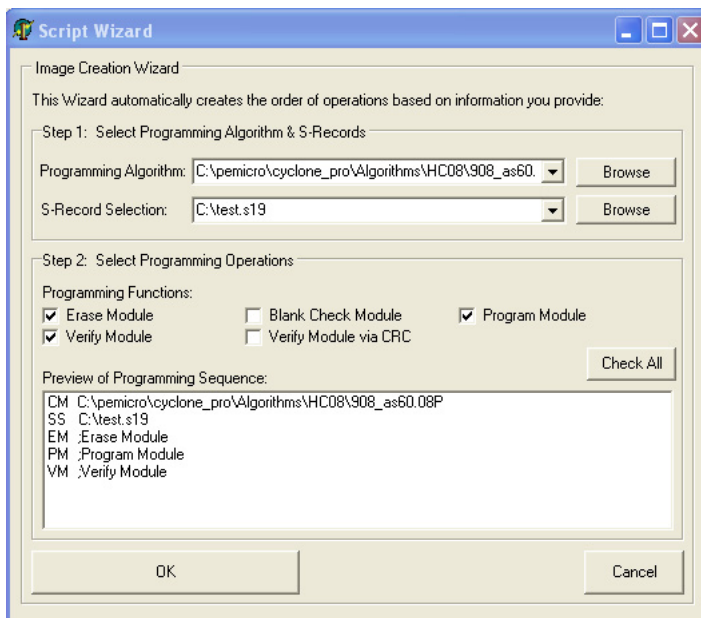 Script Wizard
Image Creation Wizard
This Wizard automatically creates the order of operations based on information you provide:
Step 1: Select Programming Algorithm & S-Records
Programming Algorithm: C:\pemicro\cyclone_pro\Algorithms\HC08\908_as60. Browse
S-Record Selection: C:\test.s19 Browse
Step 2: Select Programming Operations
Programming Functions:
Erase Module Blank Check Module Program Module
Verify Module Verify Module via CRC
Check All
Preview of Programming Sequence:
CM C:\pemicro\cyclone_pro\Algorithms\HC08\908_as60.08P
SS C:\test.s19
EM ;Erase Module
PM ;Program Module
VM ;Verify Module
OK Cancel